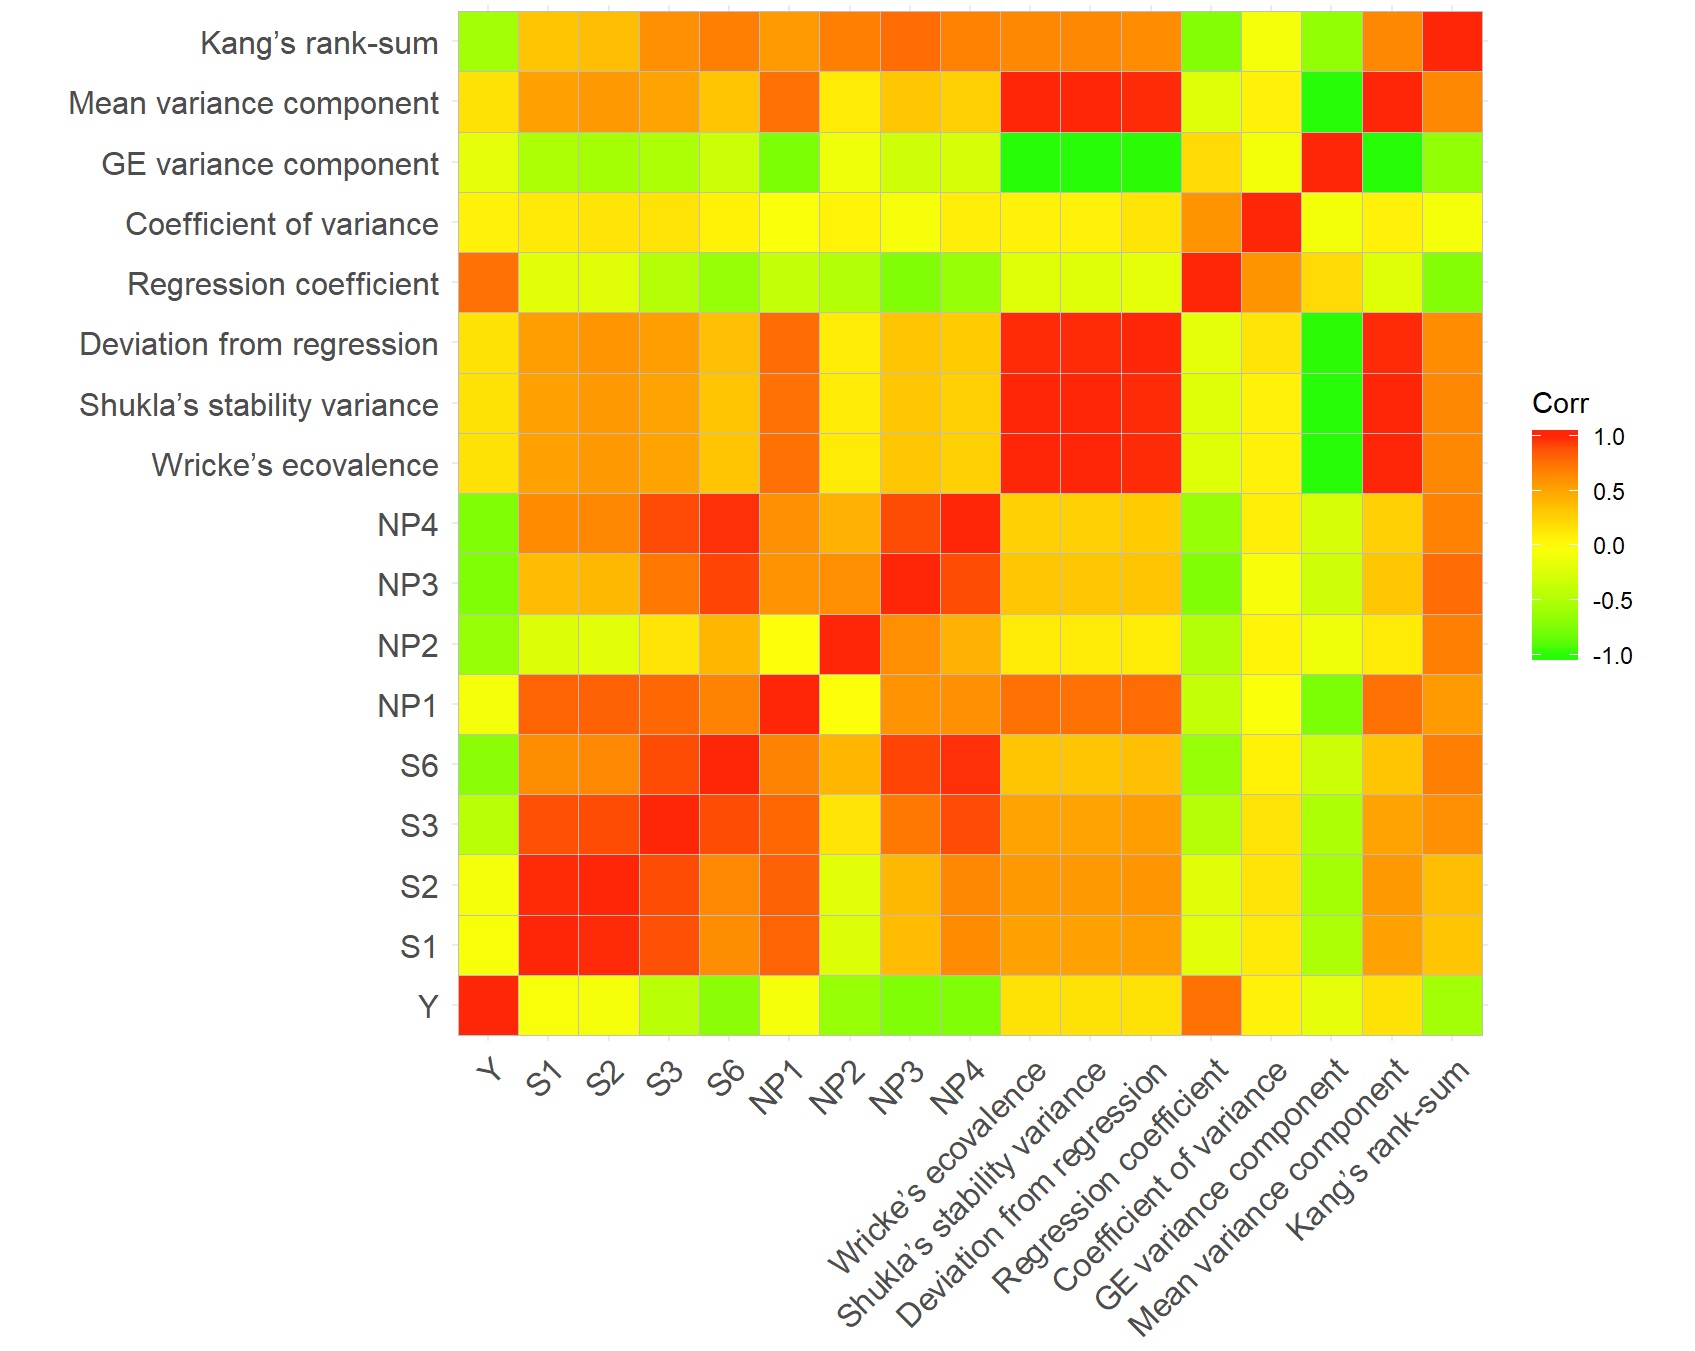 Kang’s rank-sum
Mean variance component
GE variance component
Coefficient of variance
Regression coefficient
Deviation from regression
Shukla’s stability variance
Wricke’s ecovalence
NP4
NP3
NP2
NP1
S6
S3
S2
S1
Y
Y
S1
S2
S3
S6
NP1
NP2
NP3
NP4
Wricke’s ecovalence
Shukla’s stability variance
Deviation from regression
Regression coefficient
Coefficient of variance
GE variance component
Mean variance component
Kang’s rank-sum
Corr
1.0
0.5
0.0
-0.5
-1.0